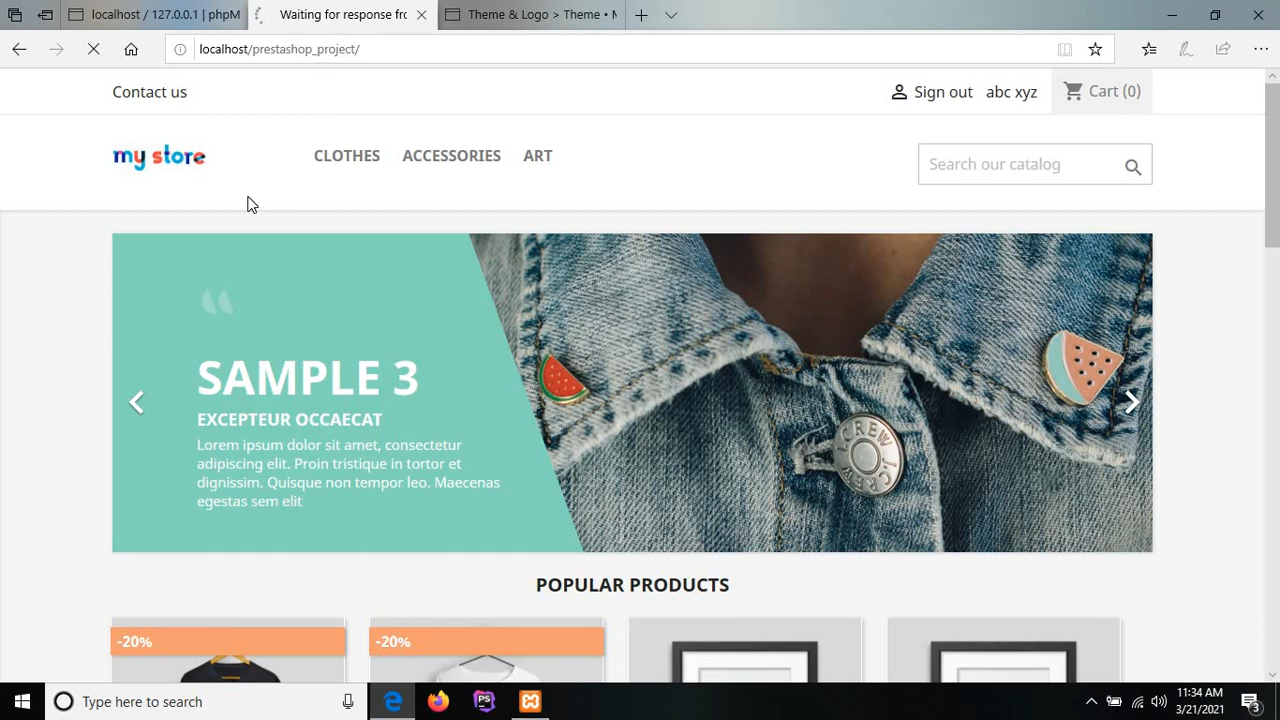 localhost / 127.0.0.1 | phpM
Waiting for response fro
Theme & Logo > Theme •
localhost/prestashop_project/
Contact us
Sign out
abc xyz
Cart (0)
my store
CLOTHES
ACCESSORIES
ART
Search our catalog
SAMPLE 3
EXCEPTEUR OCCAECAT
Lorem ipsum dolor sit amet, consectetur
adipiscing elit. Proin tristique in tortor et
dignissim. Quisque non tempor leo. Maecenas
egestas sem elit
J.CREW
J.CREW
POPULAR PRODUCTS
-20%
-20%
Type here to search
PS
11:34 AM
3/21/2021
3